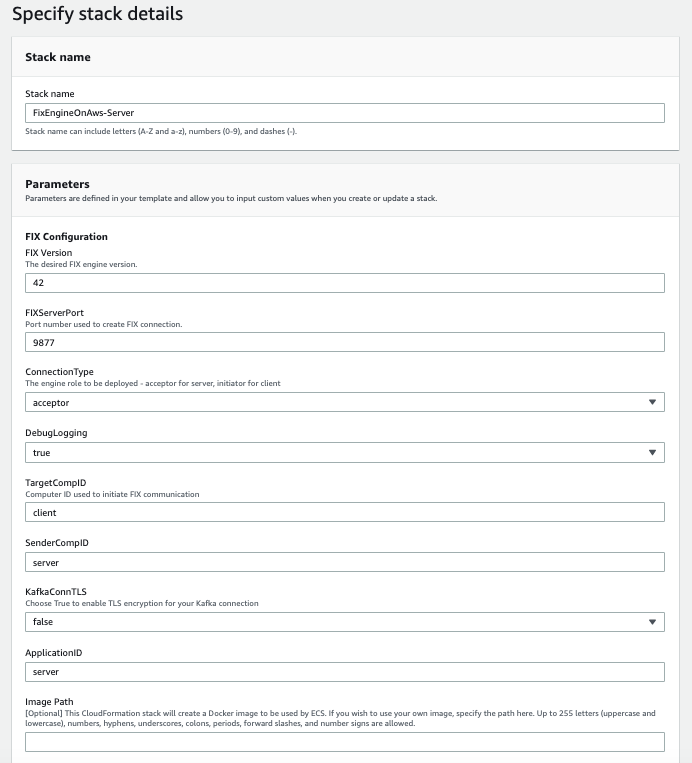 Specify stack details
Stack name
Stack name
FixEngineOnAws-Server
Stack name can include letters (A-Z and a-z), numbers (0-9), and dashes (-).
Parameters
Parameters are defined in your template and allow you to input custom values when you create or update a stack.
FIX Configuration
FIX Version
The desired FIX engine version.
42
FIXServerPort
Port number used to create FIX connection.
9877
ConnectionType
The engine role to be deployed - acceptor for server, initiator for client
acceptor
DebugLogging
true
TargetCompID
Computer ID used to initiate FIX communication
client
SenderCompID
server
KafkaConnTLS
Choose True to enable TLS encryption for your Kafka connection
false
ApplicationID
server
Image Path
[Optional] This CloudFormation stack will create a Docker image to be used by ECS. If you wish to use your own image, specify the path here. Up to 255 letters (uppercase and
lowercase), numbers, hyphens, underscores, colons, periods, forward slashes, and number signs are allowed.